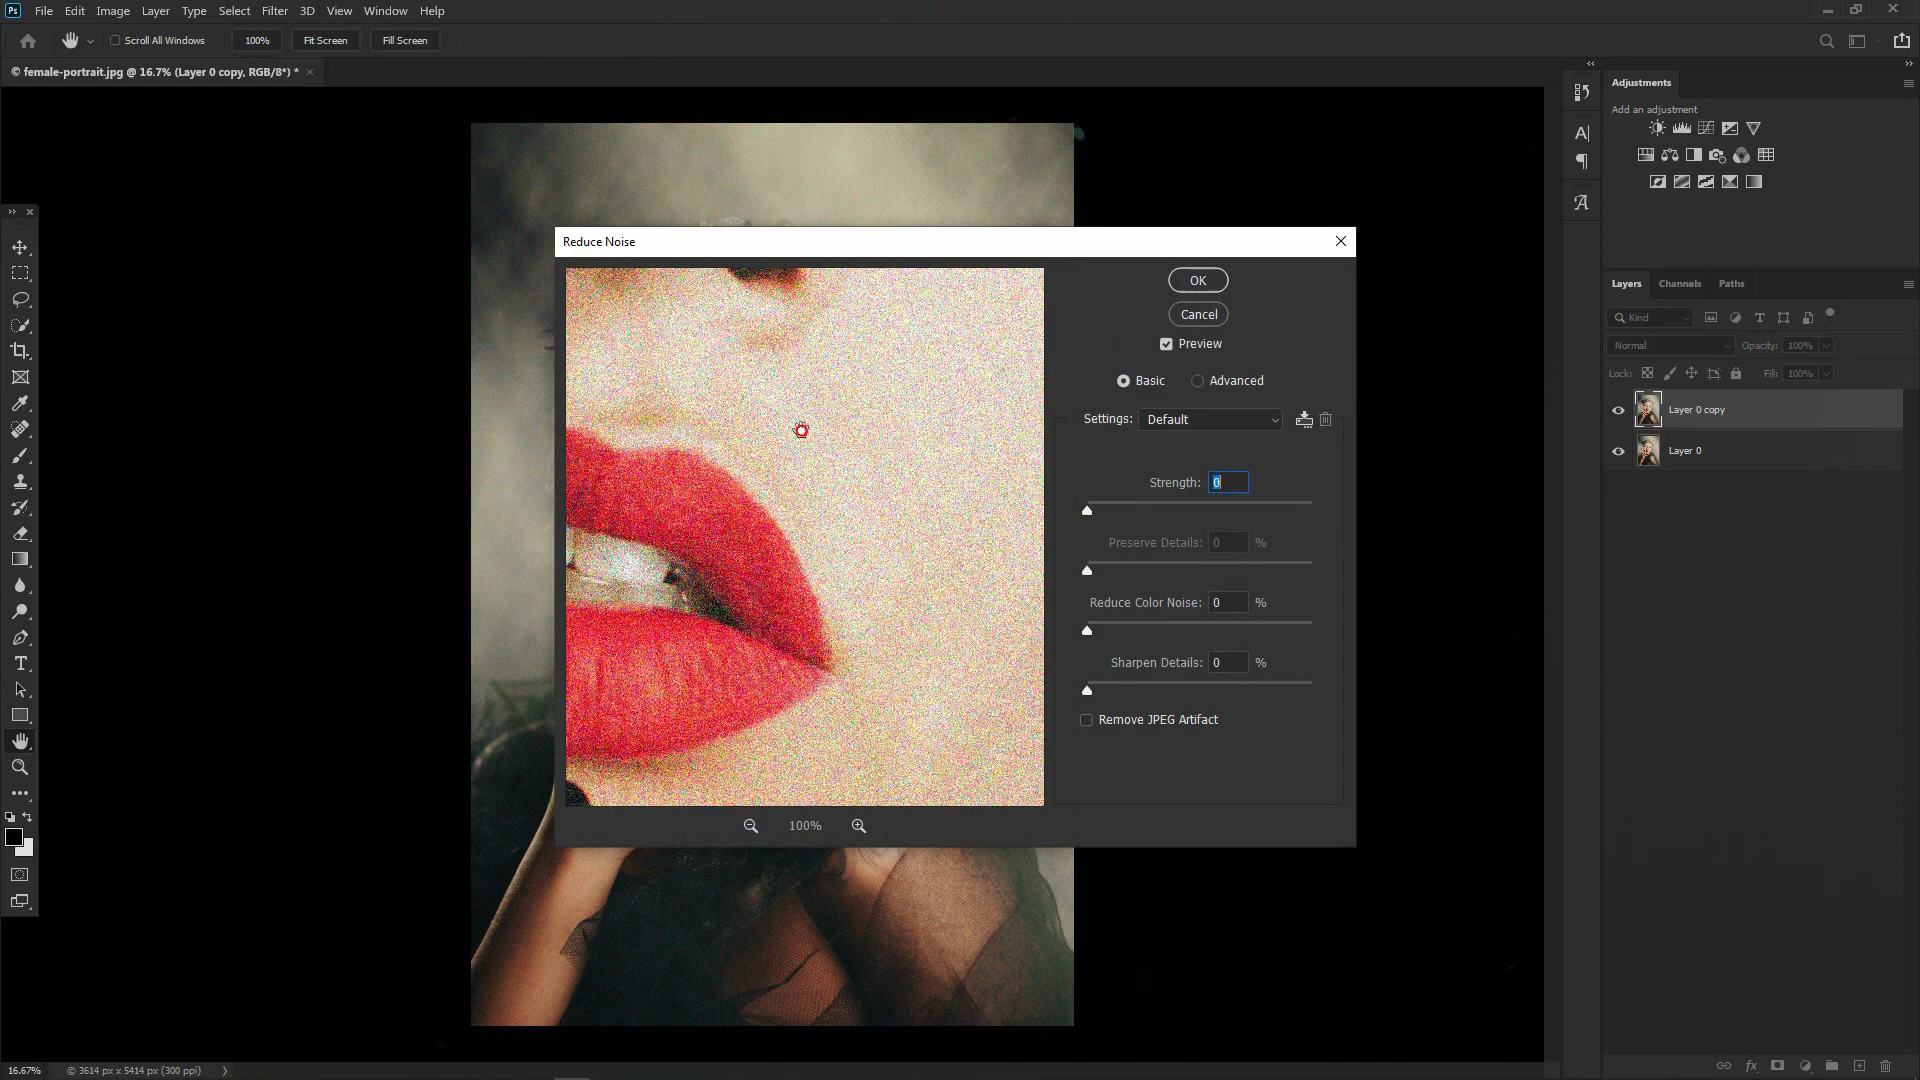 Ps File Edit Image Layer Type Select Filter 3D View Window Help
Scroll All Windows 100% Fit Screen Fill Screen
© female-portrait.jpg @ 16.7% (Layer 0 copy, RGB/8*) * ×
Adjustments
Add an adjustment
Reduce Noise
OK
Cancel
Preview
Basic Advanced
Settings: Default
Strength: 0
Preserve Details: 0 %
Reduce Color Noise: 0 %
Sharpen Details: 0 %
Remove JPEG Artifact
100%
Layers Channels Paths
Kind
Normal Opacity: 100%
Lock: Fill: 100%
Layer 0 copy
Layer 0
fx
16.67% © 3614 px x 5414 px (300 ppi)